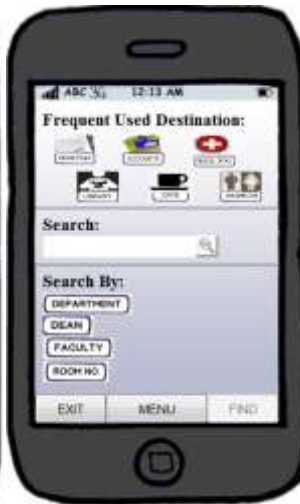 ABC 3G 12:13 AM
Frequent Used Destination:
LIBRARY CAFE
Search:
Search By:
DEPARTMENT
DEAN
FACULTY
ROOM NO.
EXIT MENU FIND